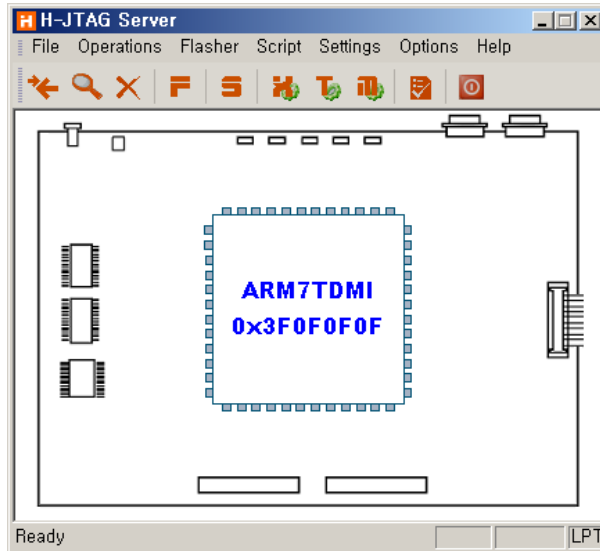 H-JTAG Server
File Operations Flasher Script Settings Options Help
ARM7TDMI
0x3F0F0F0F
Ready LPT